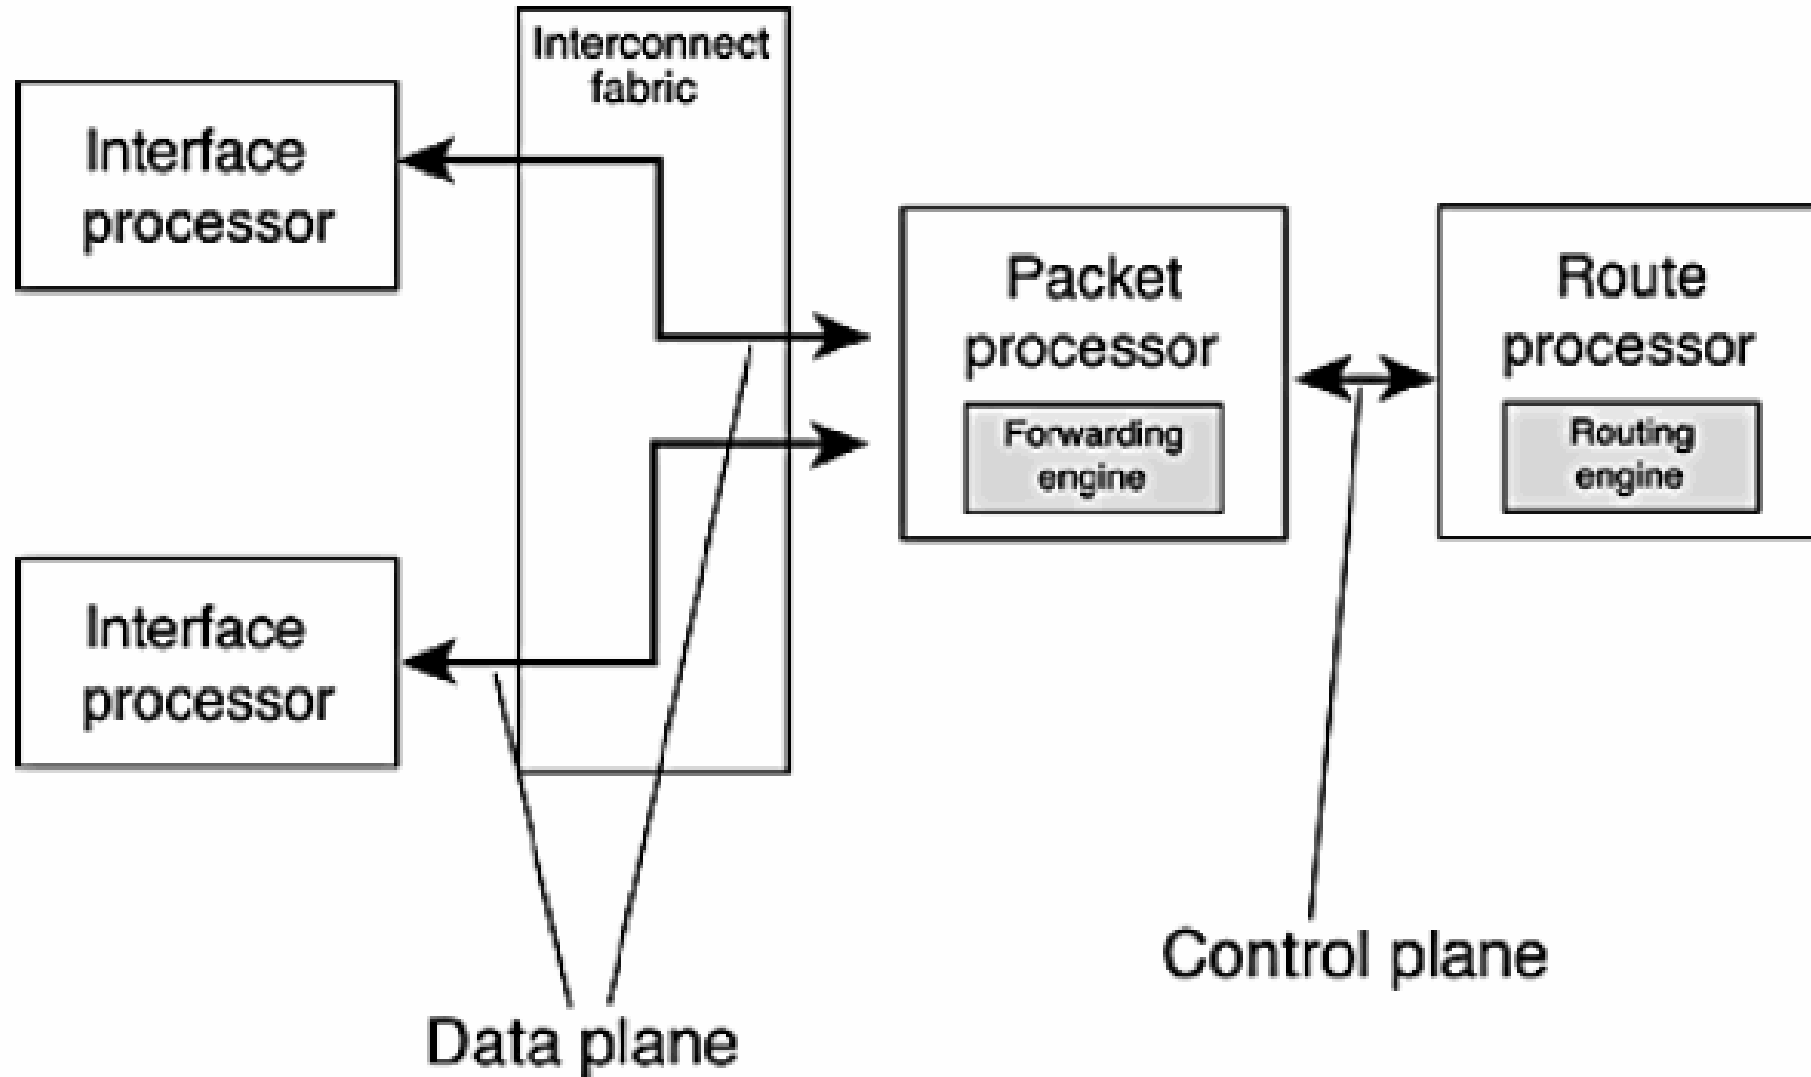 Interconnect
fabric
Interface
processor
Packet
processor
Forwarding
engine
Route
processor
Routing
engine
Interface
processor
Control plane
Data plane